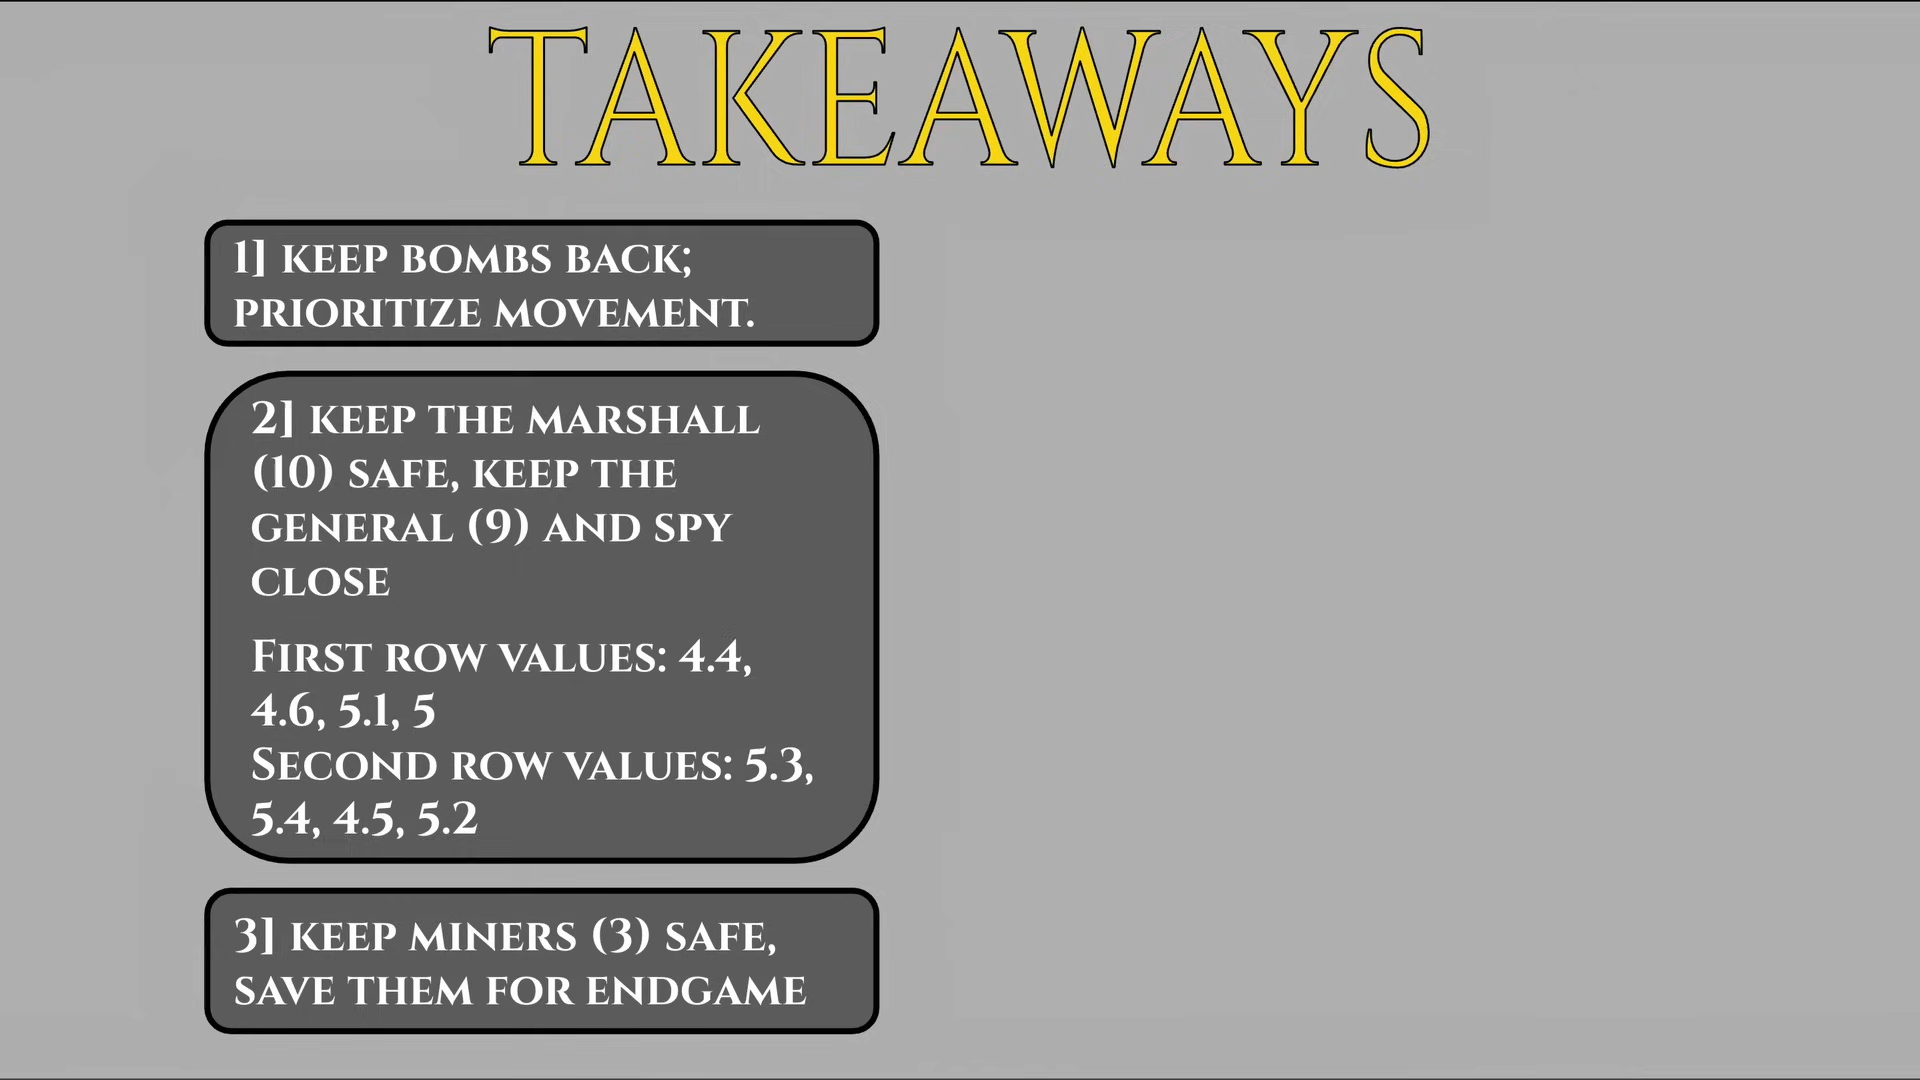 TAKEAWAYS
1] KEEP BOMBS BACK;
PRIORITIZE MOVEMENT.
2] KEEP THE MARSHALL
(10) SAFE, KEEP THE
GENERAL (9) AND SPY
CLOSE
FIRST ROW VALUES: 4.4,
4.6, 5.1, 5
SECOND ROW VALUES: 5.3,
5.4, 4.5, 5.2
3] KEEP MINERS (3) SAFE,
SAVE THEM FOR ENDGAME